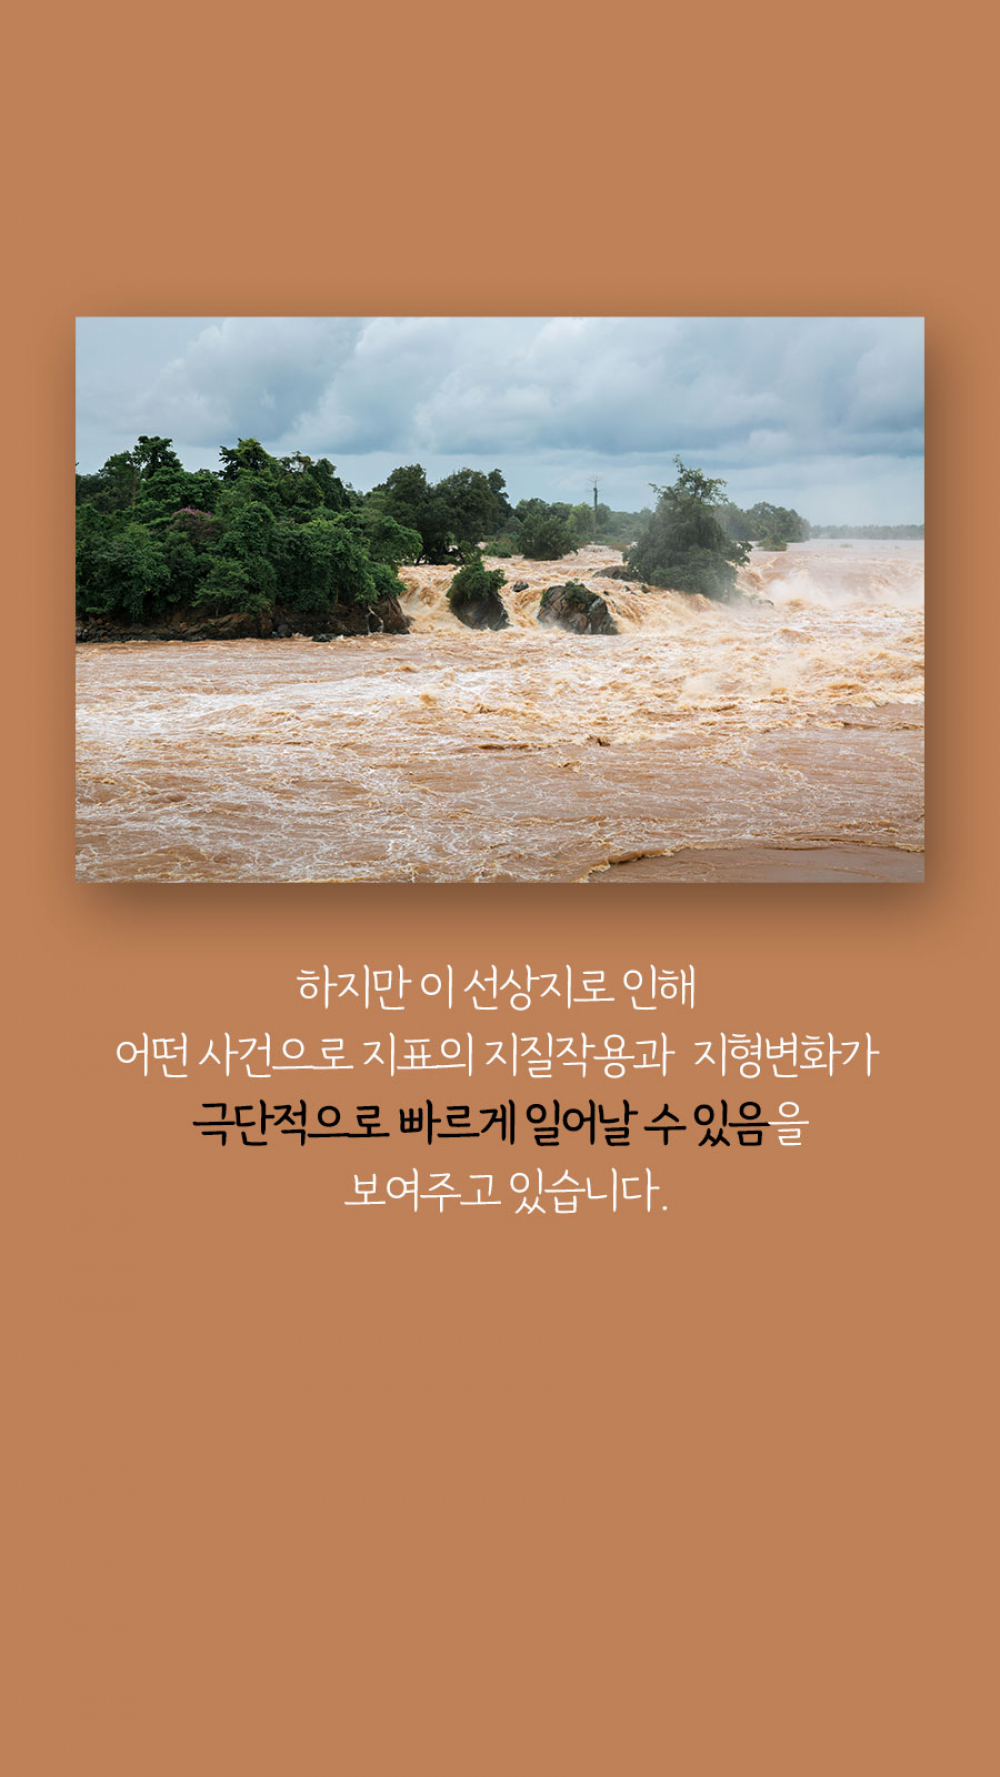 하지만 이 선상지로 인해
어떤 사건으로 지표의 지질작용과 지형변화가
극단적으로 빠르게 일어날 수 있음을
보여주고 있습니다.